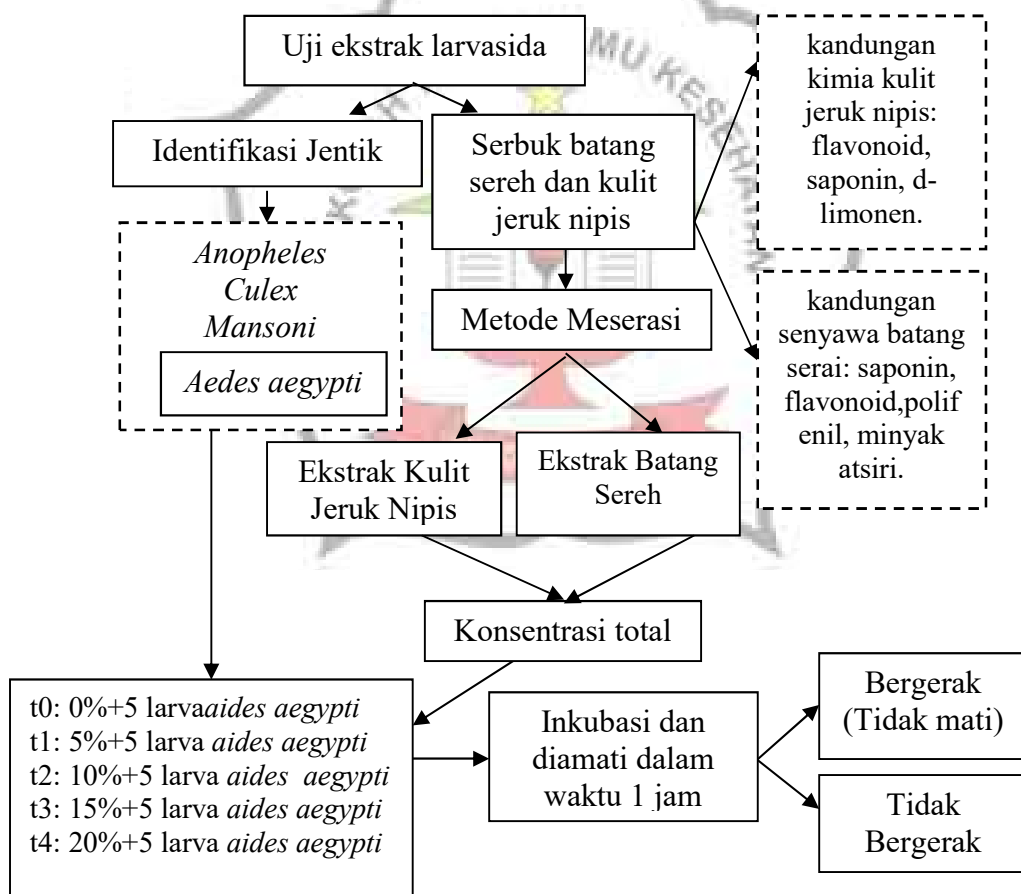 Uji ekstrak larvasida
MU KESEHATAN
kandungan
kimia kulit
jeruk nipis:
flavonoid,
saponin, d-
limonen.
Identifikasi Jentik
Serbuk batang
sereh dan kulit
jeruk nipis
Anopheles
Culex
Mansoni
Aedes aegypti
Metode Meserasi
kandungan
senyawa batang
serai: saponin,
flavonoid,polif
enil, minyak
atsiri.
Ekstrak Kulit
Jeruk Nipis
Ekstrak Batang
Sereh
Konsentrasi total
t0: 0%+5 larvaaides aegypti
t1: 5%+5 larva aides aegypti
t2: 10%+5 larva aides aegypti
t3: 15%+5 larva aides aegypti
t4: 20%+5 larva aides aegypti
Inkubasi dan
diamati dalam
waktu 1 jam
Bergerak
(Tidak mati)
Tidak
Bergerak